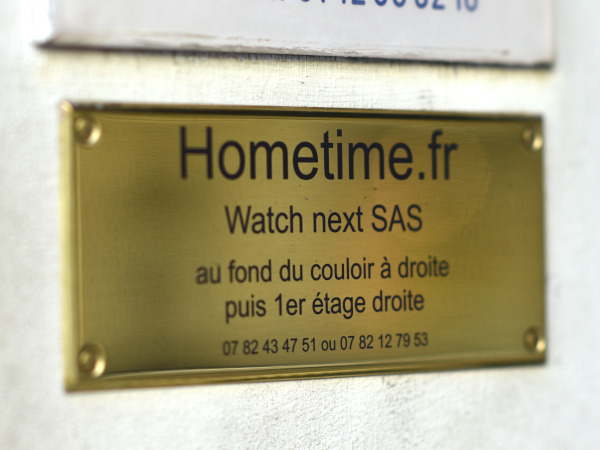 Hometime.fr
Watch next SAS
au fond du couloir à droite
puis 1er étage droite
07 82 43 47 51 ou 07 82 12 79 53